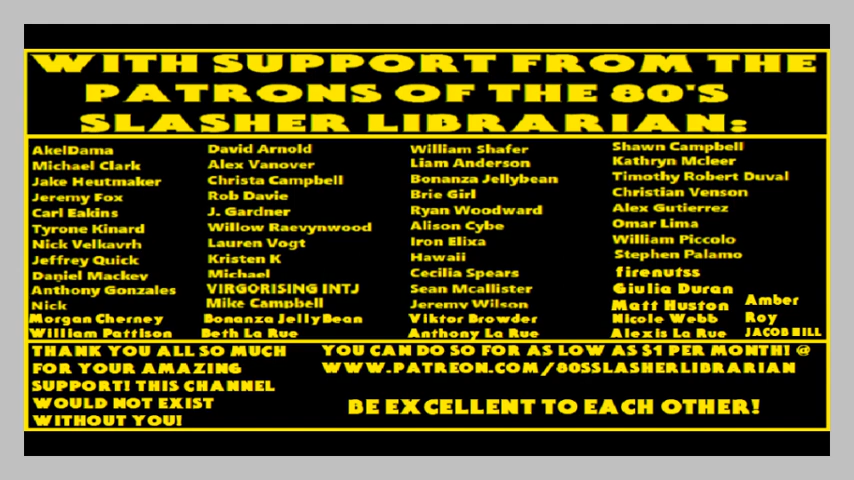 WITH SUPPORT FROM THE
PATRONS OF THE 80'S
SLASHER LIBRARIAN:
AkelDama
Michael Clark
Jake Heutmaker
Jeremy Fox
Carl Eakins
Tyrone Kinard
Nick Velkavrh
Jeffrey Quick
Daniel Mackey
Anthony Gonzales
Nick
Morgan Cherney
William Pattison
David Arnold
Alex Vanover
Christa Campbell
Rob Davie
J. Gardner
Willow Raevynwood
Lauren Vogt
Kristen K
Michael
VIRGORISING INTJ
Mike Campbell
Bonanza JellyBean
Beth La Rue
William Shafer
Liam Anderson
Bonanza Jellybean
Brie Girl
Ryan Woodward
Alison Cybe
Iron Elixa
Hawaii
Cecilia Spears
Sean Mcallister
Jeremy Wilson
Viktor Browder
Anthony La Rue
Shawn Campbell
Kathryn Mcleer
Timothy Robert Duval
Christian Venson
Alex Gutierrez
Omar Lima
William Piccolo
Stephen Palamo
firenutss
Giulia Duran
Matt Huston
Nicole Webb
Alexis La Rue
Amber
Roy
JACOB HILL
THANK YOU ALL SO MUCH
FOR YOUR AMAZING
SUPPORT! THIS CHANNEL
WOULD NOT EXIST
WITHOUT YOU!
YOU CAN DO SO FOR AS LOW AS $1 PER MONTH! @
WWW.PATREON.COM/80SSLASHERLIBRARIAN
BE EXCELLENT TO EACH OTHER!